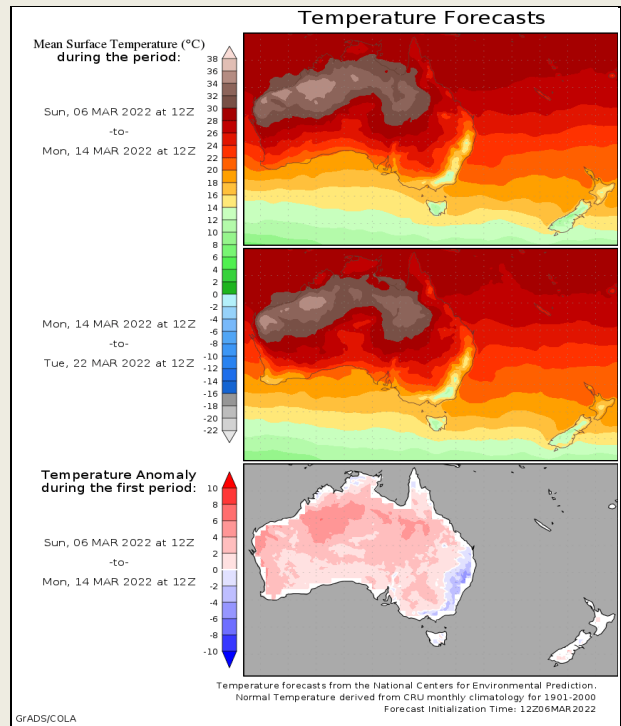 Temperature Forecasts
Mean Surface Temperature (°C)
during the period:
38
36
34
32
30
28
26
24
22
20
18
16
14
12
10
8
6
4
2
0
-2
-4
-6
-8
-10
-12
-14
-16
-18
-20
-22
Sun, 06 MAR 2022 at 12Z
-to-
Mon, 14 MAR 2022 at 12Z
Mon, 14 MAR 2022 at 12Z
-to-
Tue, 22 MAR 2022 at 12Z
Temperature Anomaly
during the first period:
10
8
6
4
2
0
-2
-4
-6
-8
-10
Sun, 06 MAR 2022 at 12Z
-to-
Mon, 14 MAR 2022 at 12Z
Temperature forecasts from the National Centers for Environmental Prediction.
Normal Temperature derived from CRU monthly climatology for 1901-2000
Forecast Initialization Time: 12Z06MAR2022
GrADS/COLA